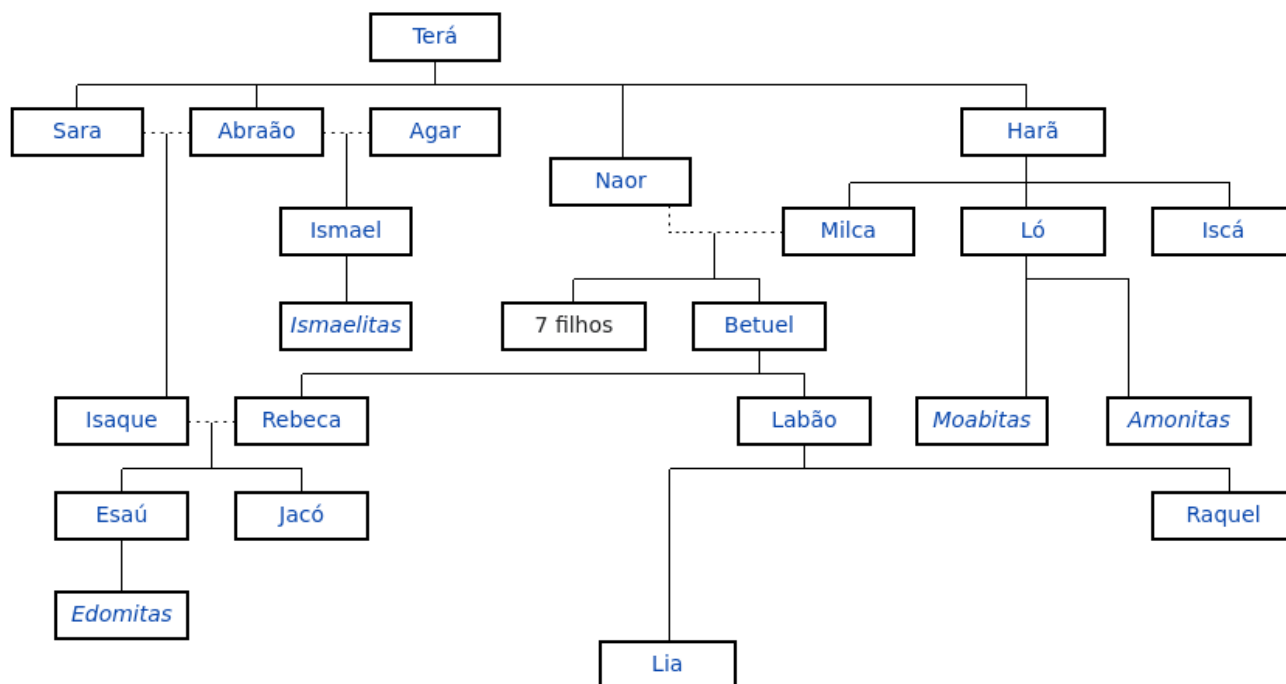 Terá
Sara
Abraão
Agar
Harã
Naor
Ismael
Milca
Ló
Iscá
Ismaelitas
7 filhos
Betuel
Isaque
Rebeca
Labão
Moabitas
Amonitas
Esaú
Jacó
Raquel
Edomitas
Lia